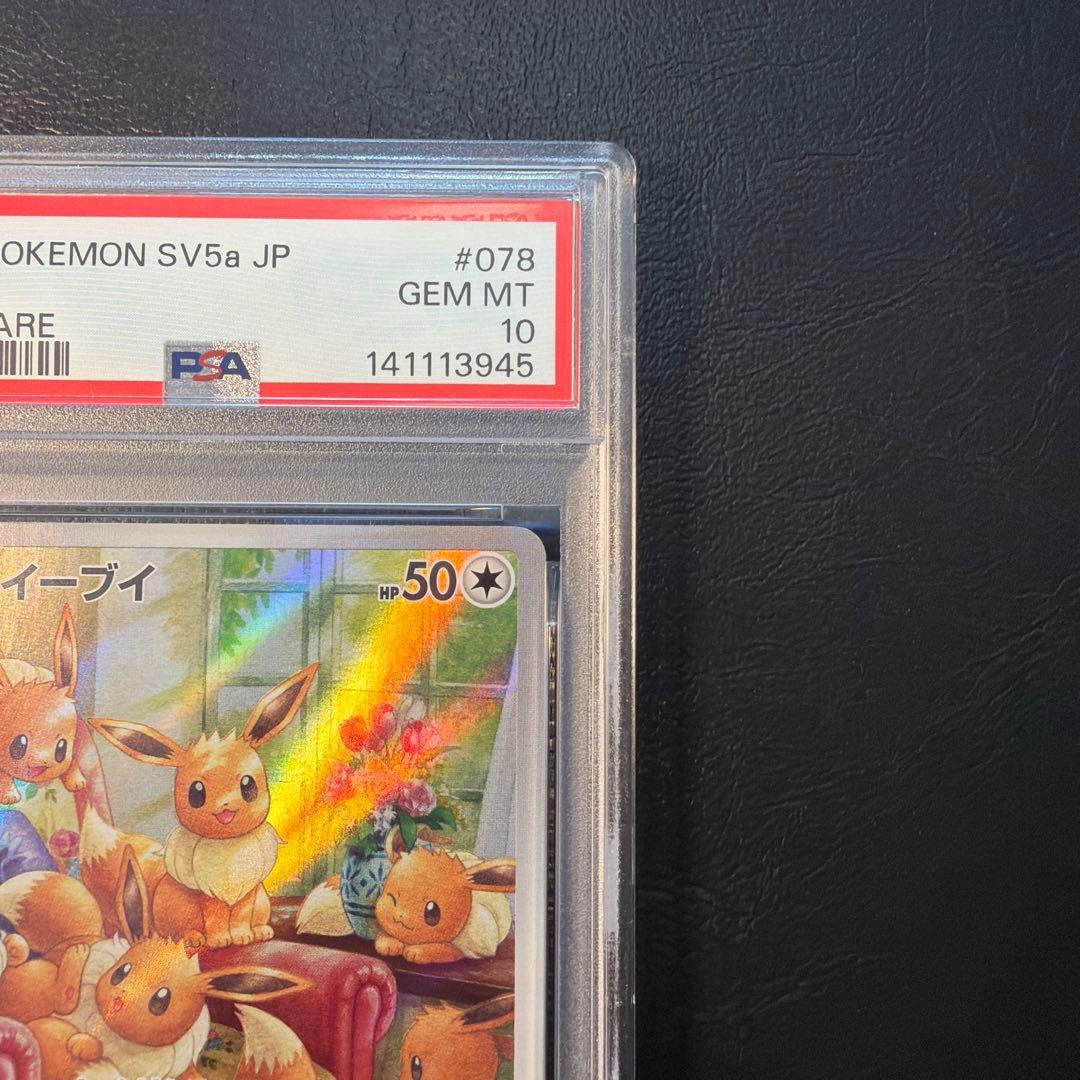 OKEMON SV5a JP #078
GEM MT
ARE 10
PSA 141113945
イーブイ HP50